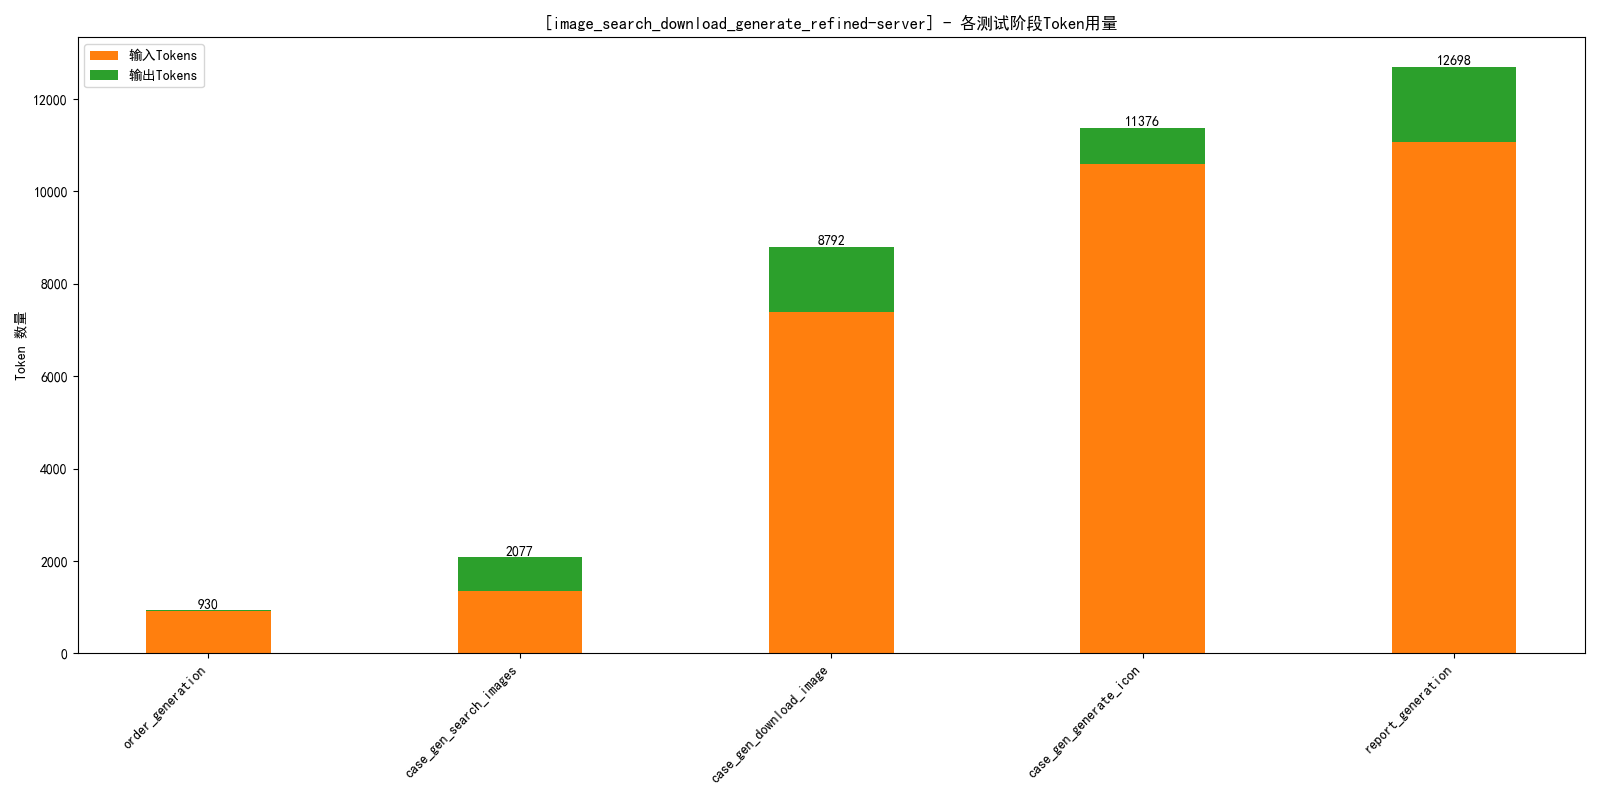 [image_search_download_generate_refined-server] - 各测试阶段Token用量
输入Tokens
输出Tokens
Token 数量
12000
10000
8000
6000
4000
2000
0
930
2077
8792
11376
12698
order_generation
case_gen_search_images
case_gen_download_image
case_gen_generate_icon
report_generation